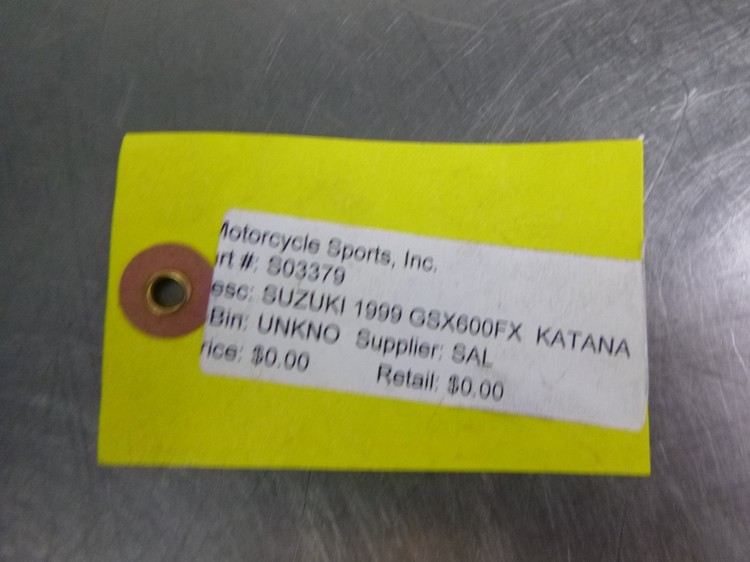 Motorcycle Sports, Inc.
rt #: S03379
esc: SUZUKI 1999 GSX600FX KATANA
Bin: UNKNO Supplier: SAL
rice: $0.00 Retail: $0.00